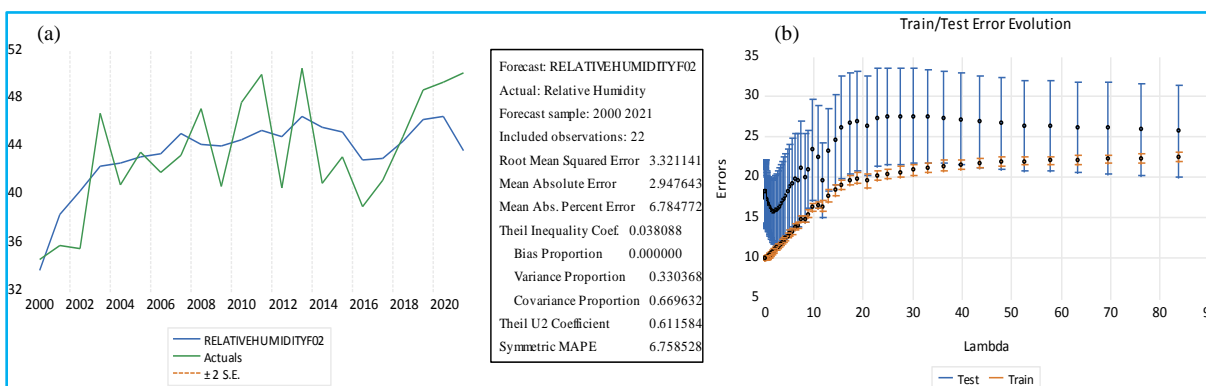 (a)
52
48
44
40
36
32
2000 2002 2004 2006 2008 2010 2012 2014 2016 2018 2020
RELATIVEHUMIDITYF02
Actuals
± 2 S.E.
Forecast: RELATIVEHUMIDITYF02
Actual: Relative Humidity
Forecast sample: 2000 2021
Included observations: 22
Root Mean Squared Error 3.321141
Mean Absolute Error 2.947643
Mean Abs. Percent Error 6.784772
Theil Inequality Coef. 0.038088
Bias Proportion 0.000000
Variance Proportion 0.330368
Covariance Proportion 0.669632
Theil U2 Coefficient 0.611584
Symmetric MAPE 6.758528
(b)
Train/Test Error Evolution
35
30
25
20
15
10
5
Errors
0 10 20 30 40 50 60 70 80
Lambda
Test Train